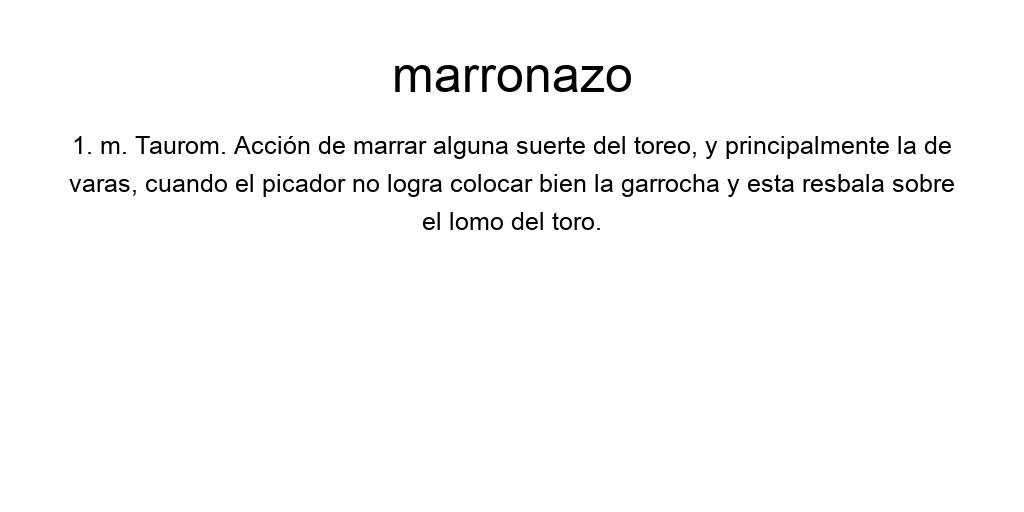 marronazo
1. m. Taurom. Acción de marrar alguna suerte del toreo, y principalmente la de
varas, cuando el picador no logra colocar bien la garrocha y esta resbala sobre
el lomo del toro.